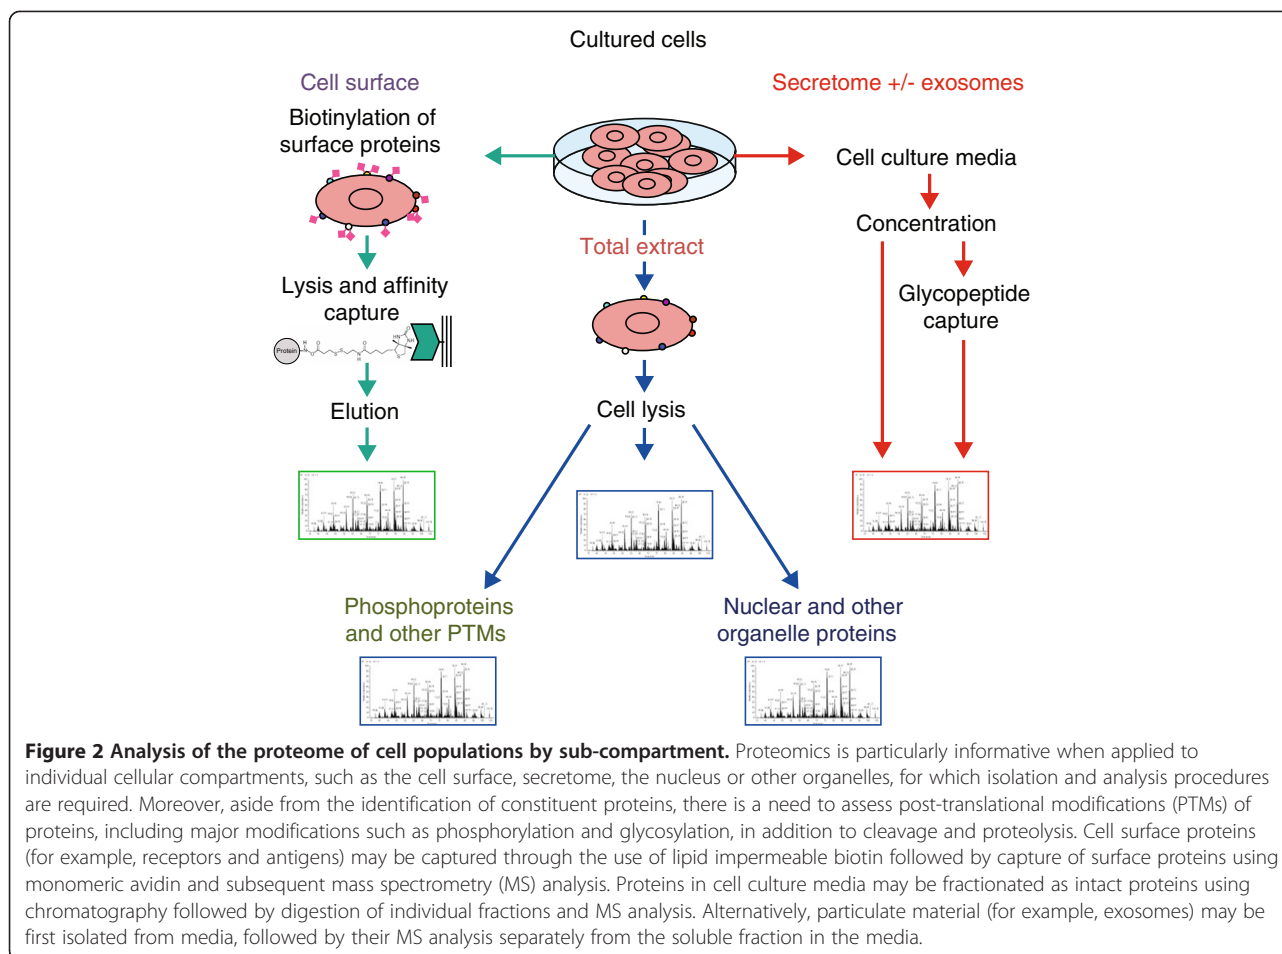 Cultured cells
Cell surface
Biotinylation of
surface proteins
Lysis and affinity
capture
Protein
Elution
Total extract
Cell lysis
Secretome +/- exosomes
Cell culture media
Concentration
Glycopeptide
capture
Phosphoproteins
and other PTMs
Nuclear and other
organelle proteins
Figure 2 Analysis of the proteome of cell populations by sub-compartment. Proteomics is particularly informative when applied to
individual cellular compartments, such as the cell surface, secretome, the nucleus or other organelles, for which isolation and analysis procedures
are required. Moreover, aside from the identification of constituent proteins, there is a need to assess post-translational modifications (PTMs) of
proteins, including major modifications such as phosphorylation and glycosylation, in addition to cleavage and proteolysis. Cell surface proteins
(for example, receptors and antigens) may be captured through the use of lipid impermeable biotin followed by capture of surface proteins using
monomeric avidin and subsequent mass spectrometry (MS) analysis. Proteins in cell culture media may be fractionated as intact proteins using
chromatography followed by digestion of individual fractions and MS analysis. Alternatively, particulate material (for example, exosomes) may be
first isolated from media, followed by their MS analysis separately from the soluble fraction in the media.